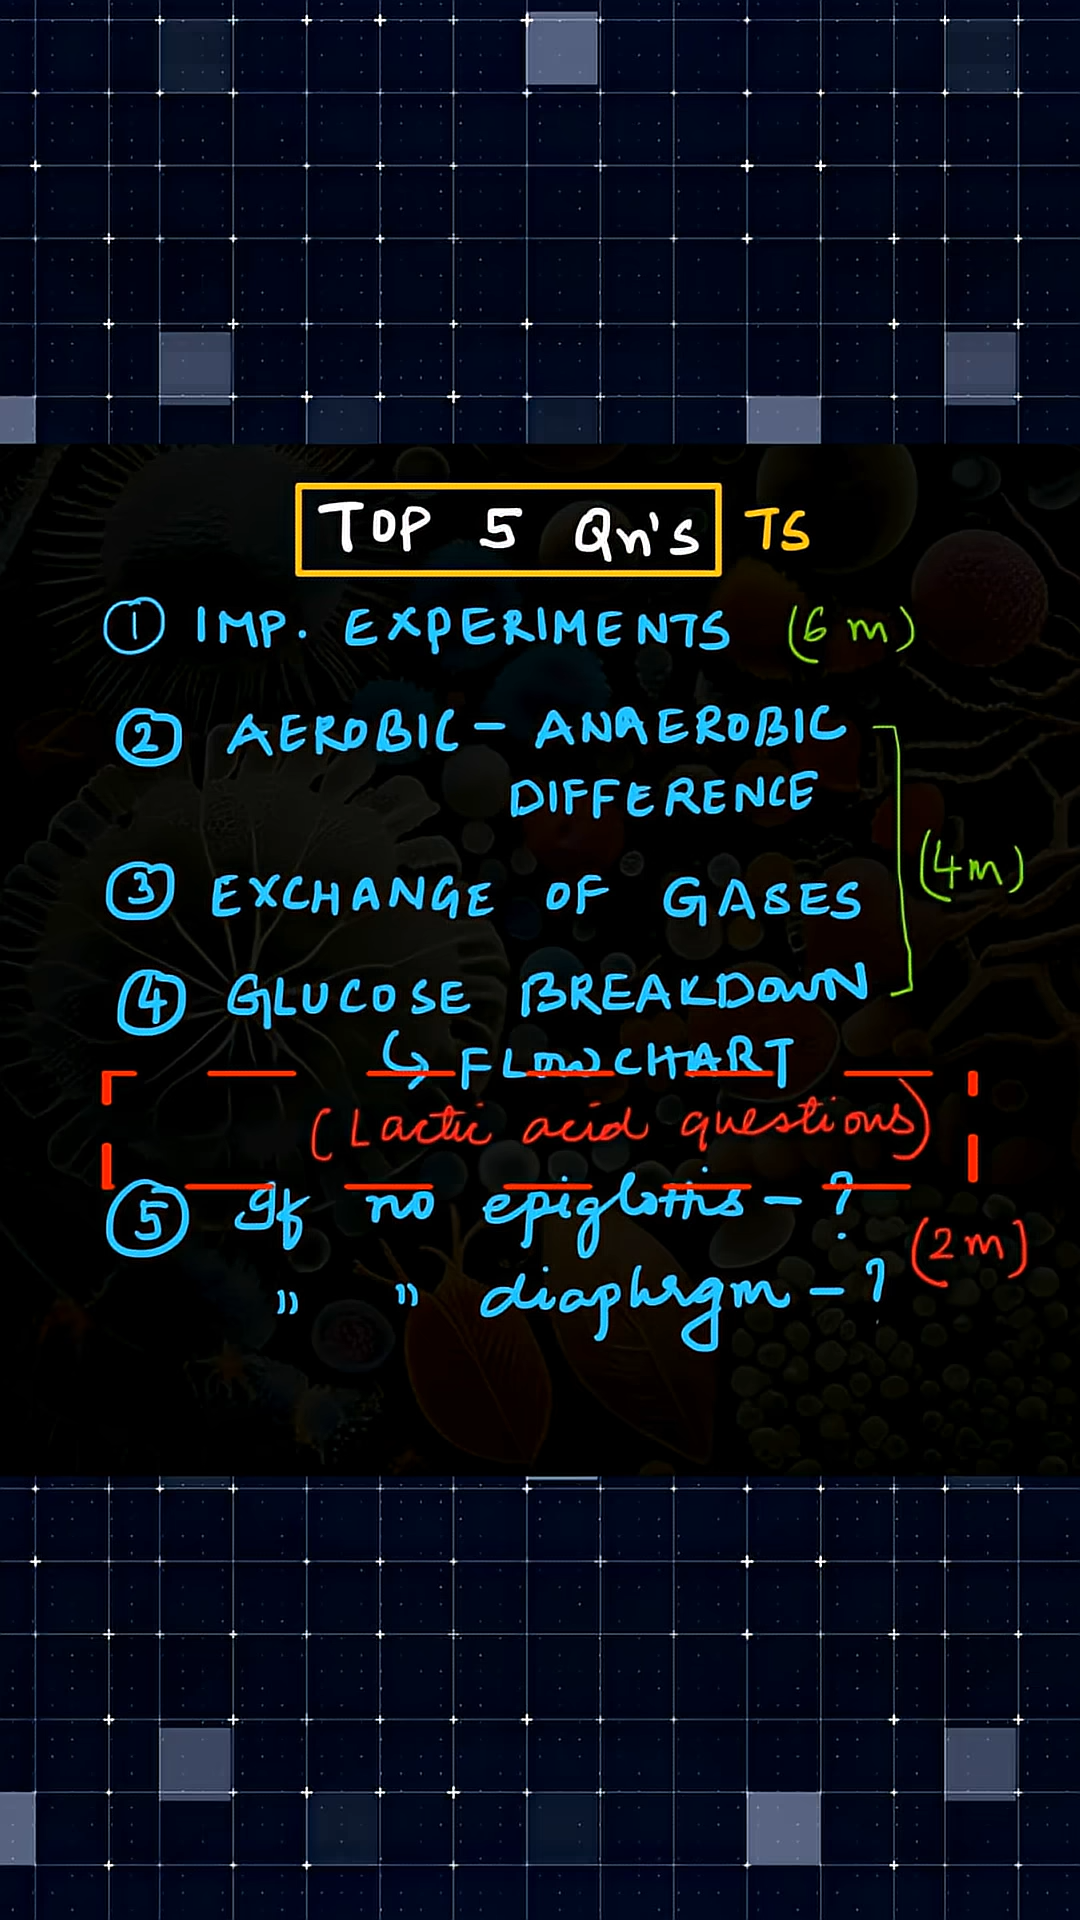 TOP 5 Qn's TS
① IMP. EXPERIMENTS (6 m)
② AEROBIC - ANAEROBIC
DIFFERENCE
③ EXCHANGE OF GASES (4m)
④ GLUCOSE BREAKDOWN
↳ FLOWCHART
(Lactic acid questions)
⑤ If no epiglottis - ?
" " diaphrgm - ? (2m)